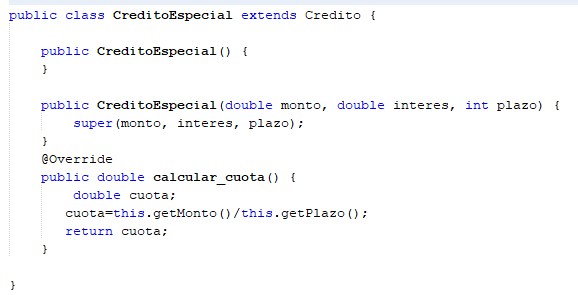 public class CreditoEspecial extends Credito {
public CreditoEspecial() {
}
public CreditoEspecial(double monto, double interes, int plazo) {
super(monto, interes, plazo);
}
@Override
public double calcular_cuota() {
double cuota;
cuota=this.getMonto()/this.getPlazo();
return cuota;
}
}